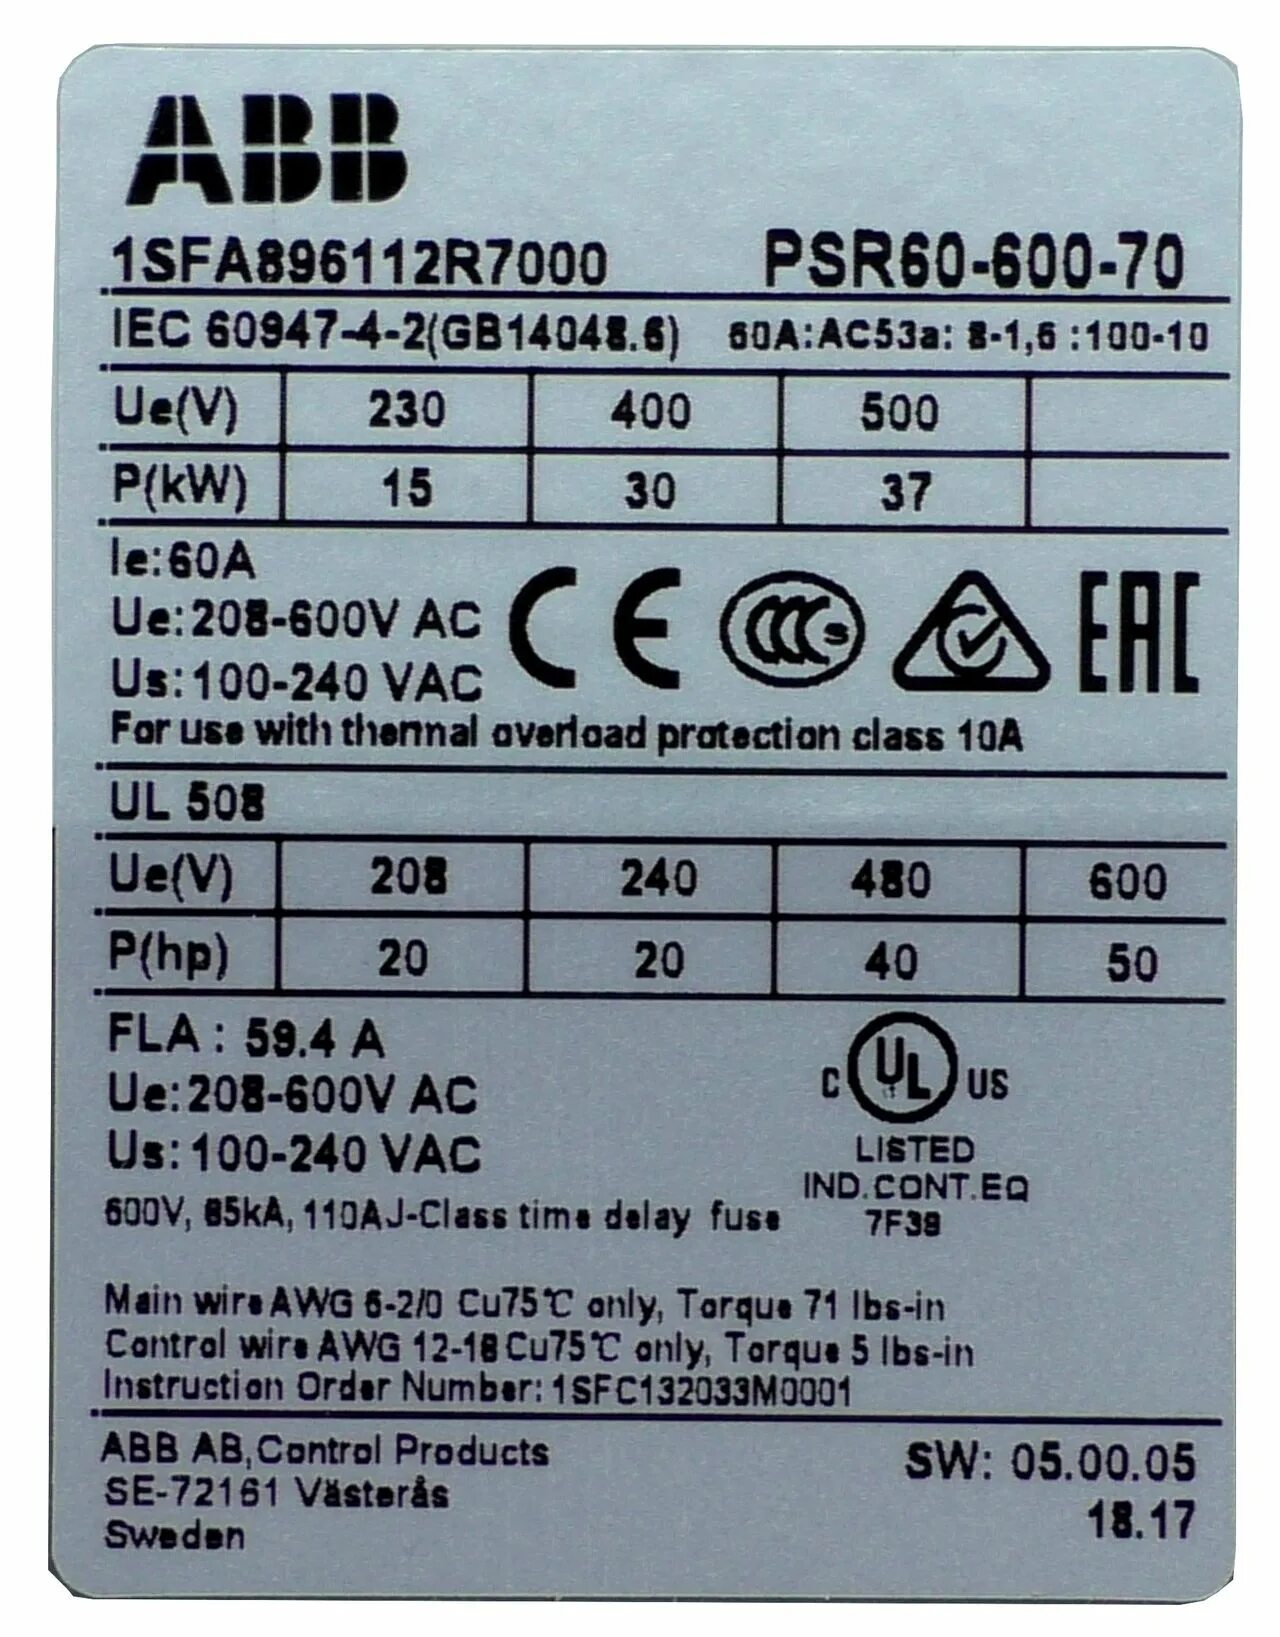 ABB
1SFA896112R7000 PSR60-600-70
IEC 60947-4-2(GB14048.6) 60A:AC53a: 8-1,6 :100-10
Ue(V) 230 400 500
P(kW) 15 30 37
Ie:60A
Ue:208-600V AC
Us:100-240 VAC
CE CCC S EAC
For use with thermal overload protection class 10A
UL 508
Ue(V) 208 240 480 600
P(hp) 20 20 40 50
FLA : 59.4 A
Ue:208-600V AC
Us:100-240 VAC
C UL US
LISTED
IND.CONT.EQ
7F39
600V, 85kA, 110AJ-Class time delay fuse
Main wire AWG 6-2/0 Cu75℃ only, Torque 71 lbs-in
Control wire AWG 12-18 Cu75℃ only, Torque 5 lbs-in
Instruction Order Number: 1SFC132033M0001
ABB AB,Control Products
SE-72161 Västerås
Sweden
SW: 05.00.05
18.17